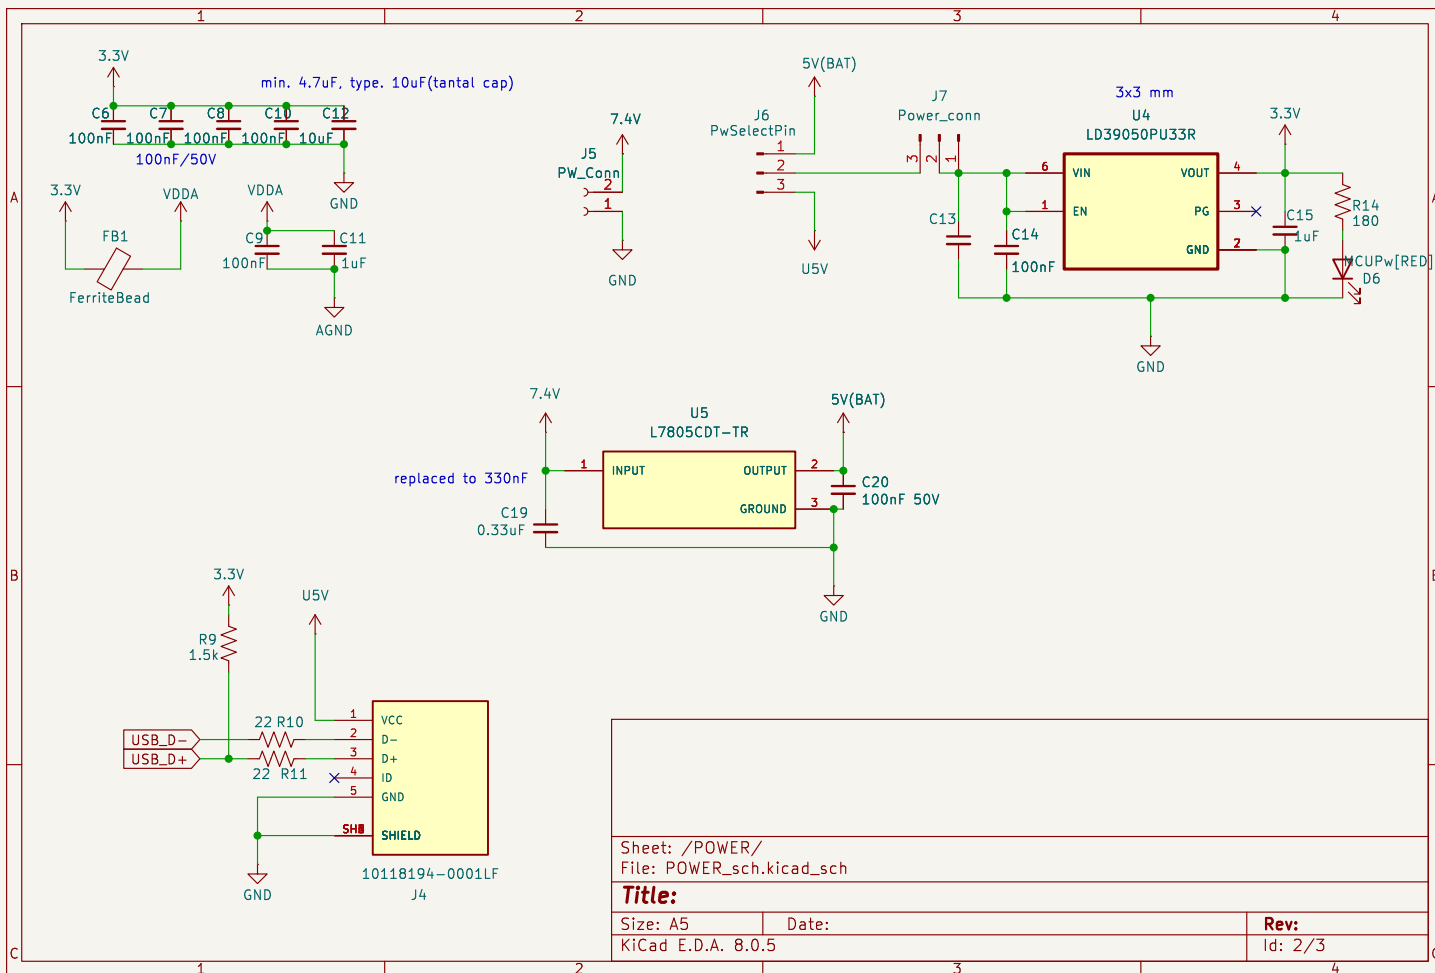 1 2 3 4
3.3V
min. 4.7uF, type. 10uF(tantal cap)
C6 C7 C8 C10 C12
100nF 100nF 100nF 100nF 10uF
100nF/50V
GND
A
3.3V
VDDA
FB1
FerriteBead
VDDA
C9
100nF
C11
1uF
AGND
7.4V
J5
PW_Conn
2
1
GND
5V(BAT)
J6
PwSelectPin
1
2
3
U5V
J7
Power_conn
3 2 1
C13
C14
100nF
3x3 mm
U4
LD39050PU33R
6 VIN
1 EN
VOUT 4
PG 3
GND 2
3.3V
C15
1uF
R14
180
MCUPw[RED]
D6
GND
A
7.4V
U5
L7805CDT-TR
5V(BAT)
replaced to 330nF
1 INPUT
OUTPUT 2
GROUND 3
C19
0.33uF
C20
100nF 50V
GND
B
B
3.3V
R9
1.5k
U5V
USB_D-
USB_D+
22 R10
22 R11
1 VCC
2 D-
3 D+
4 ID
5 GND
SHIELD
10118194-0001LF
J4
GND
Sheet: /POWER/
File: POWER_sch.kicad_sch
Title:
Size: A5
Date:
Rev:
KiCad E.D.A. 8.0.5
Id: 2/3
C
1 2 3 4